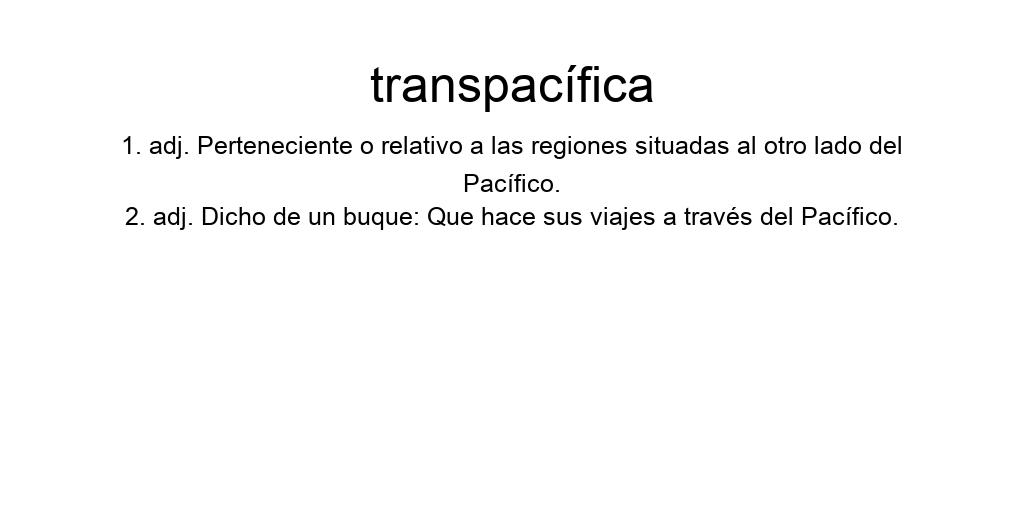 transpacífica
1. adj. Perteneciente o relativo a las regiones situadas al otro lado del
Pacífico.
2. adj. Dicho de un buque: Que hace sus viajes a través del Pacífico.